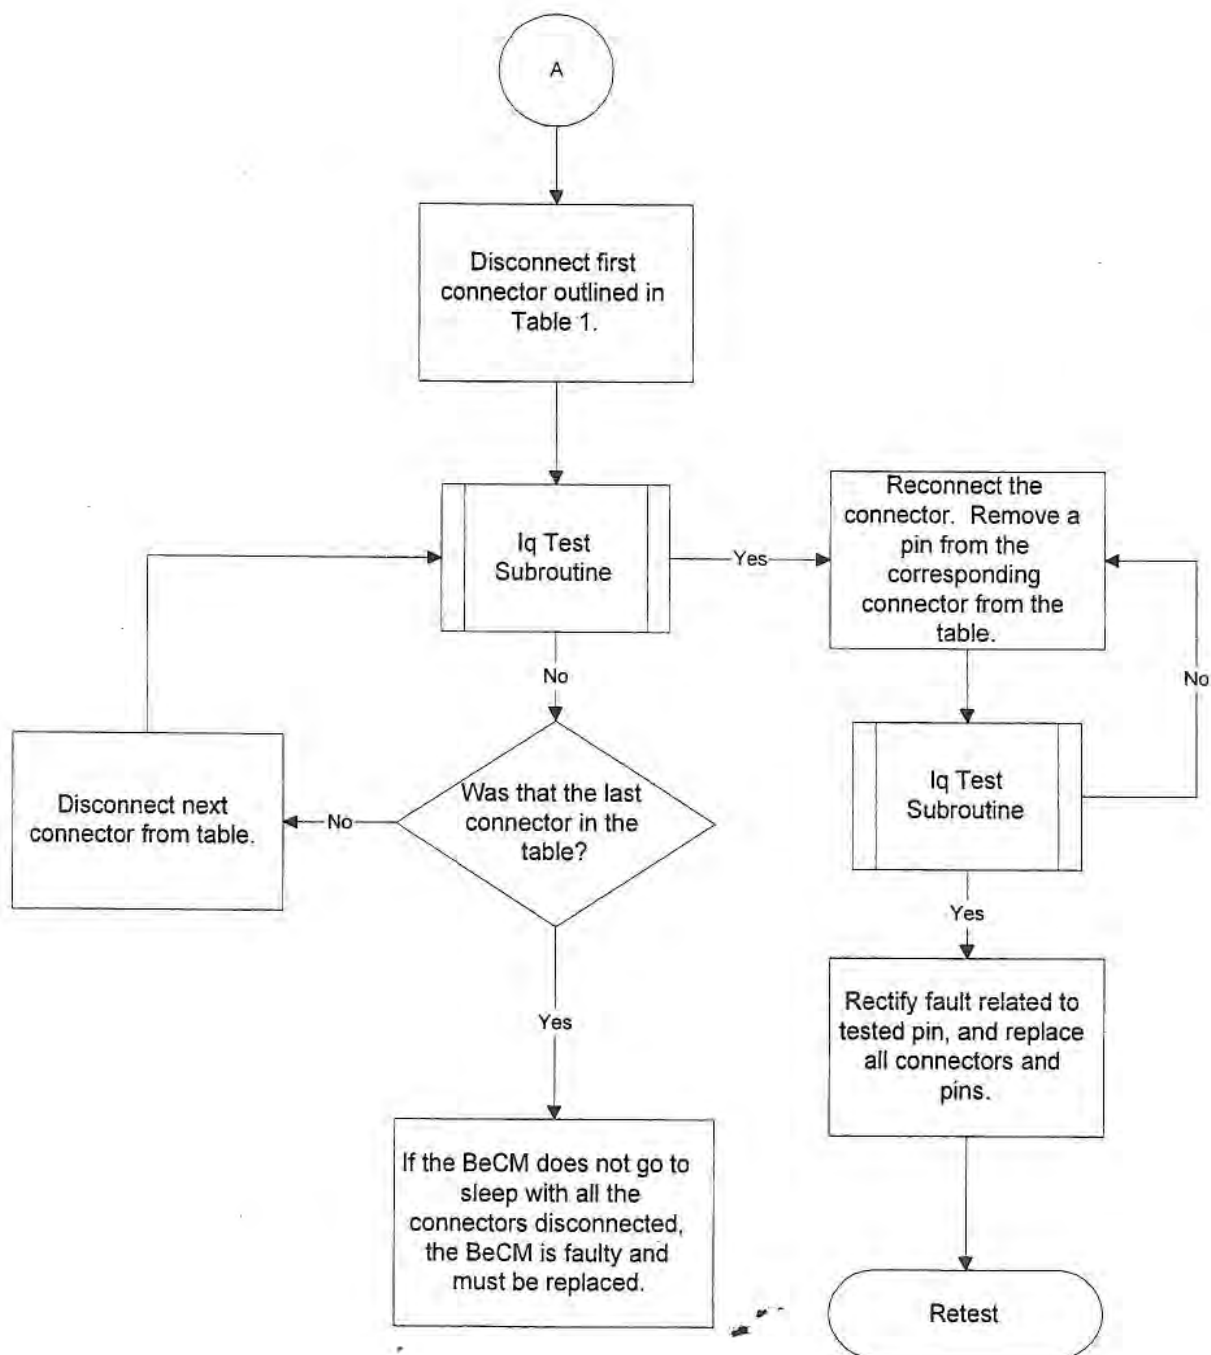 A
Disconnect first
connector outlined in
Table 1.
Iq Test
Subroutine
Yes
Reconnect the
connector. Remove a
pin from the
corresponding
connector from the
table.
No
No
Iq Test
Subroutine
Disconnect next
connector from table.
No
Was that the last
connector in the
table?
Yes
Yes
Rectify fault related to
tested pin, and replace
all connectors and
pins.
If the BeCM does not go to
sleep with all the
connectors disconnected,
the BeCM is faulty and
must be replaced.
Retest